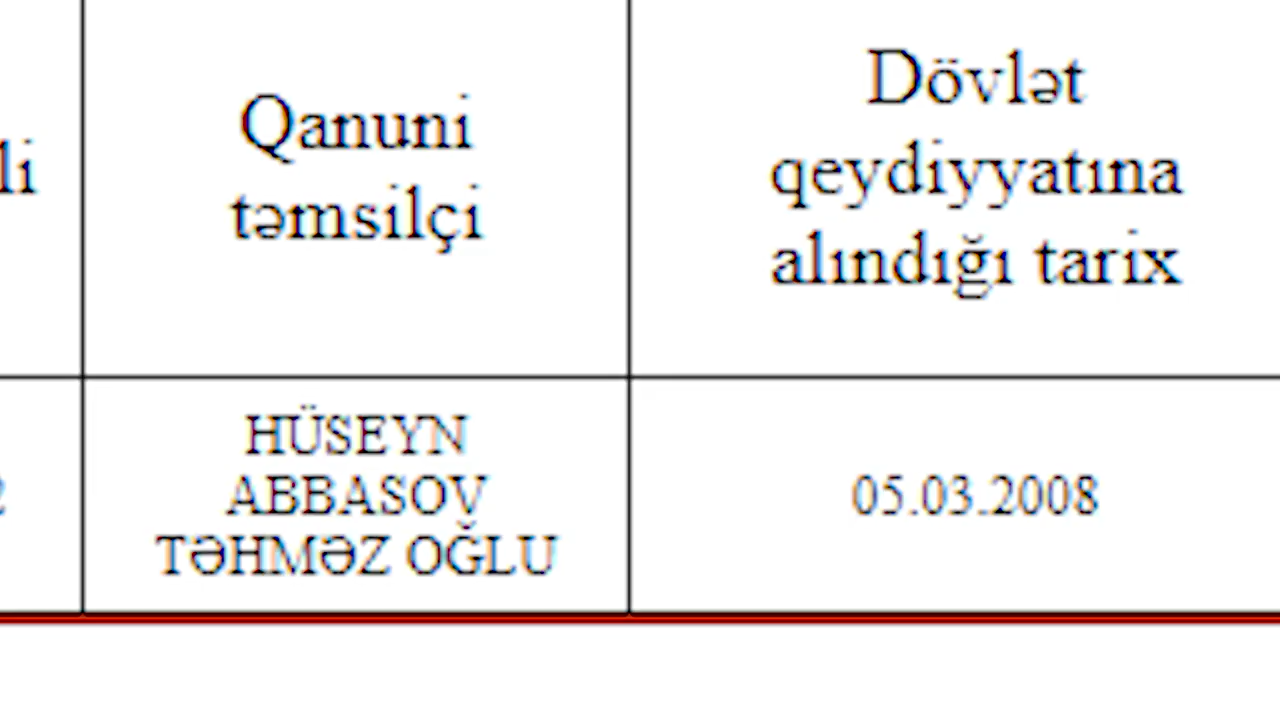 Qanuni
təmsilçi
Dövlət
qeydiyyatına
alındığı tarix
HÜSEYN
ABBASOV
TƏHMƏZ OĞLU
05.03.2008